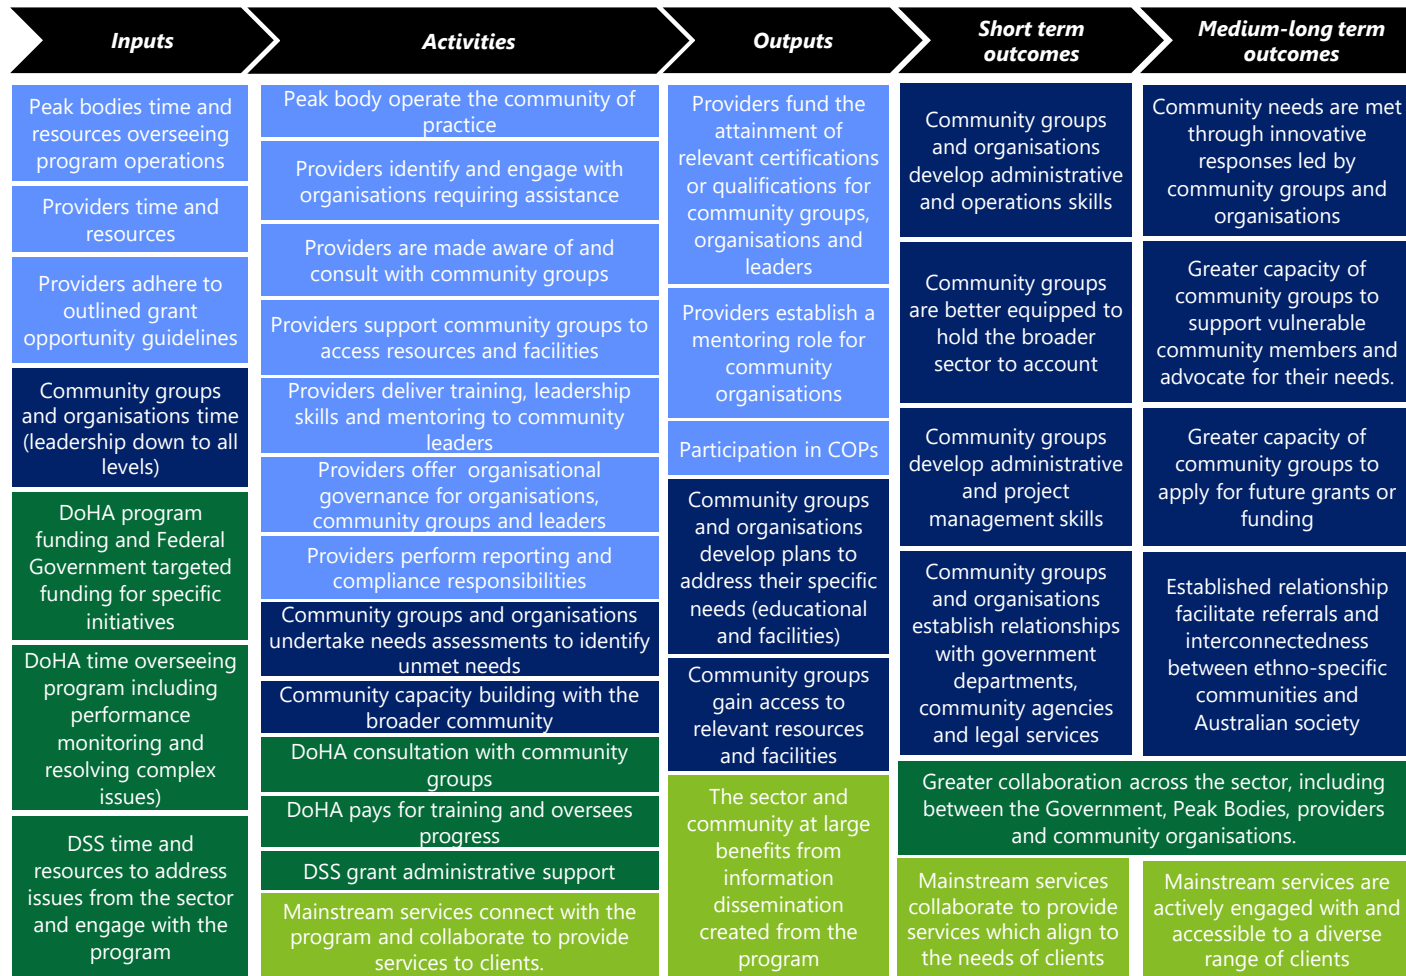 Inputs
Activities
Outputs
Short term
outcomes
Medium-long term
outcomes
Peak bodies time and
resources overseeing
program operations
Providers time and
resources
Providers adhere to
outlined grant
opportunity guidelines
Community groups
and organisations time
(leadership down to all
levels)
DoHA program
funding and Federal
Government targeted
funding for specific
initiatives
DoHA time overseeing
program including
performance
monitoring and
resolving complex
issues)
DSS time and
resources to address
issues from the sector
and engage with the
program
Peak body operate the community of
practice
Providers identify and engage with
organisations requiring assistance
Providers are made aware of and
consult with community groups
Providers support community groups to
access resources and facilities
Providers deliver training, leadership
skills and mentoring to community
leaders
Providers offer organisational
governance for organisations,
community groups and leaders
Providers perform reporting and
compliance responsibilities
Community groups and organisations
undertake needs assessments to identify
unmet needs
Community capacity building with the
broader community
DoHA consultation with community
groups
DoHA pays for training and oversees
progress
DSS grant administrative support
Mainstream services connect with the
program and collaborate to provide
services to clients.
Providers fund the
attainment of
relevant certifications
or qualifications for
community groups,
organisations and
leaders
Providers establish a
mentoring role for
community
organisations
Participation in COPs
Community groups
and organisations
develop plans to
address their specific
needs (educational
and facilities)
Community groups
gain access to
relevant resources
and facilities
The sector and
community at large
benefits from
information
dissemination
created from the
program
Community groups
and organisations
develop administrative
and operations skills
Community groups
are better equipped to
hold the broader
sector to account
Community groups
develop administrative
and project
management skills
Community groups
and organisations
establish relationships
with government
departments,
community agencies
and legal services
Community needs are met
through innovative
responses led by
community groups and
organisations
Greater capacity of
community groups to
support vulnerable
community members and
advocate for their needs.
Greater capacity of
community groups to
apply for future grants or
funding
Established relationship
facilitate referrals and
interconnectedness
between ethno-specific
communities and
Australian society
Greater collaboration across the sector, including
between the Government, Peak Bodies, providers
and community organisations.
Mainstream services
collaborate to provide
services which align to
the needs of clients
Mainstream services are
actively engaged with and
accessible to a diverse
range of clients